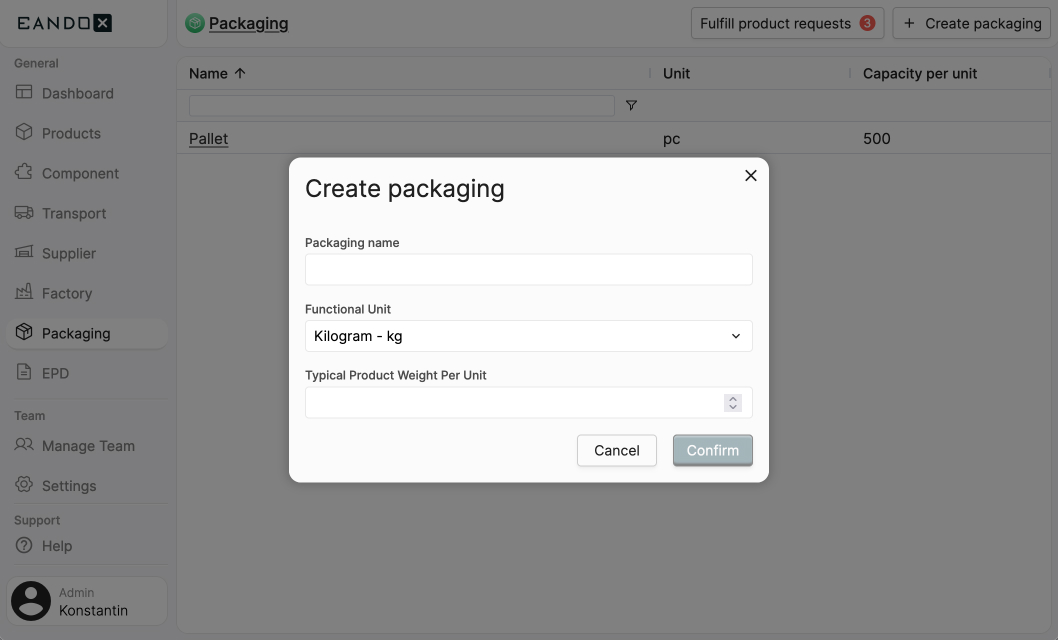 EANDOX
Packaging
Fulfill product requests 3
Create packaging
General
Dashboard
Products
Component
Transport
Supplier
Factory
Packaging
EPD
Team
Manage Team
Settings
Support
Help
Admin
Konstantin
Name Unit Capacity per unit
Pallet pc 500
Create packaging
Packaging name
Functional Unit
Kilogram - kg
Typical Product Weight Per Unit
Cancel Confirm